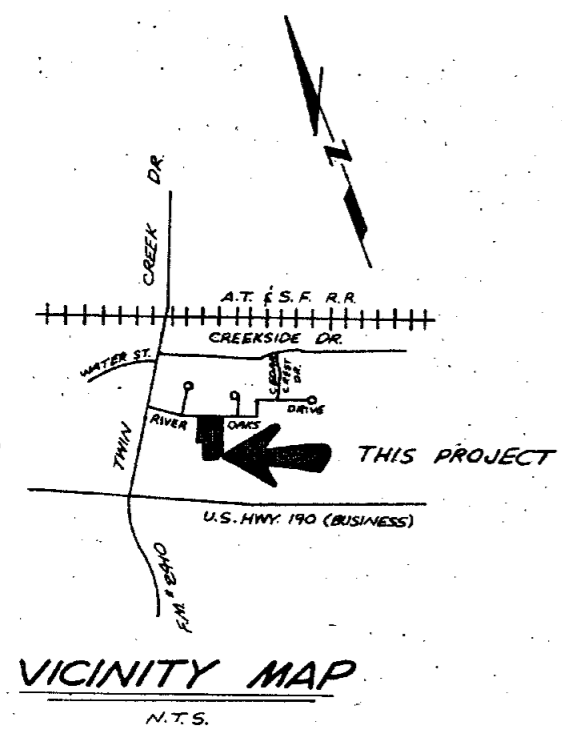 N
CREEK DR.
A.T. & S.F. R.R.
CREEKSIDE DR.
WATER ST.
CEDAR
CREST
DR.
RIVER OAKS DRIVE
TWIN
THIS PROJECT
U.S. HWY. 190 (BUSINESS)
F.M. # 2410
VICINITY MAP
N.T.S.